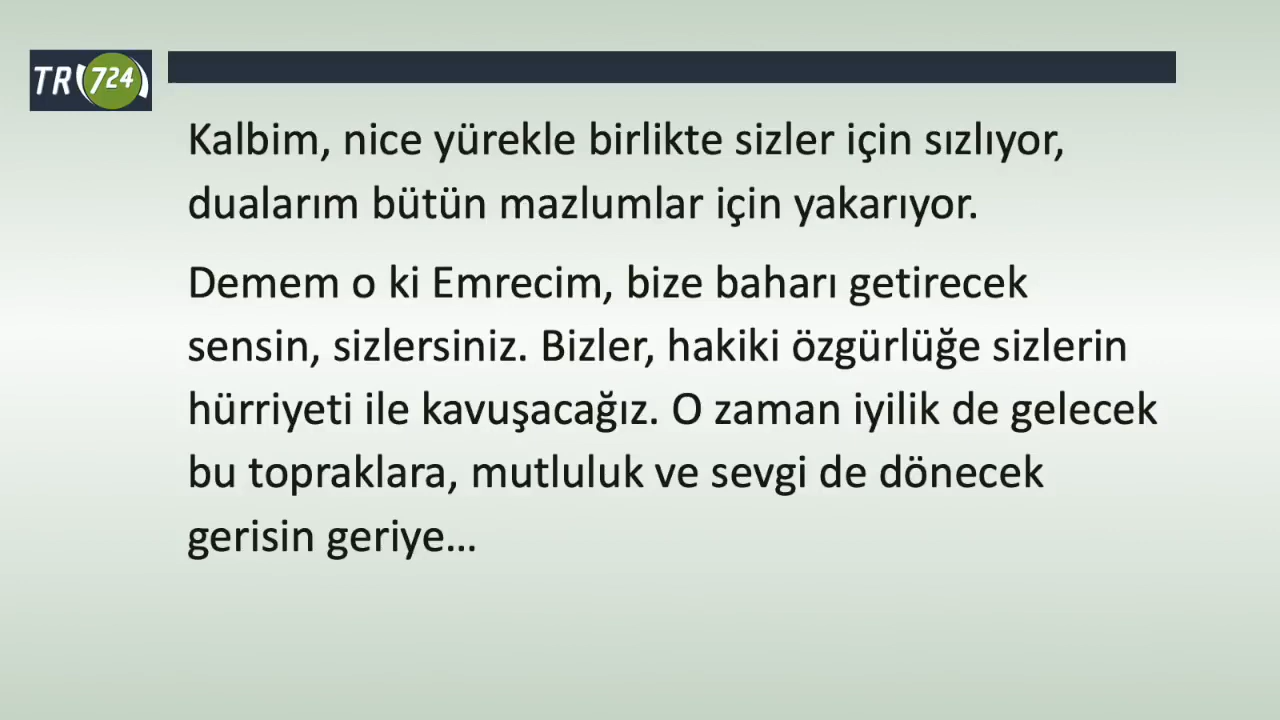 TR724
Kalbim, nice yürekle birlikte sizler için sızlıyor,
dualarım bütün mazlumlar için yakarıyor.
Demem o ki Emrecim, bize baharı getirecek
sensin, sizlersiniz. Bizler, hakiki özgürlüğe sizlerin
hürriyeti ile kavuşacağız. O zaman iyilik de gelecek
bu topraklara, mutluluk ve sevgi de dönecek
gerisin geriye…